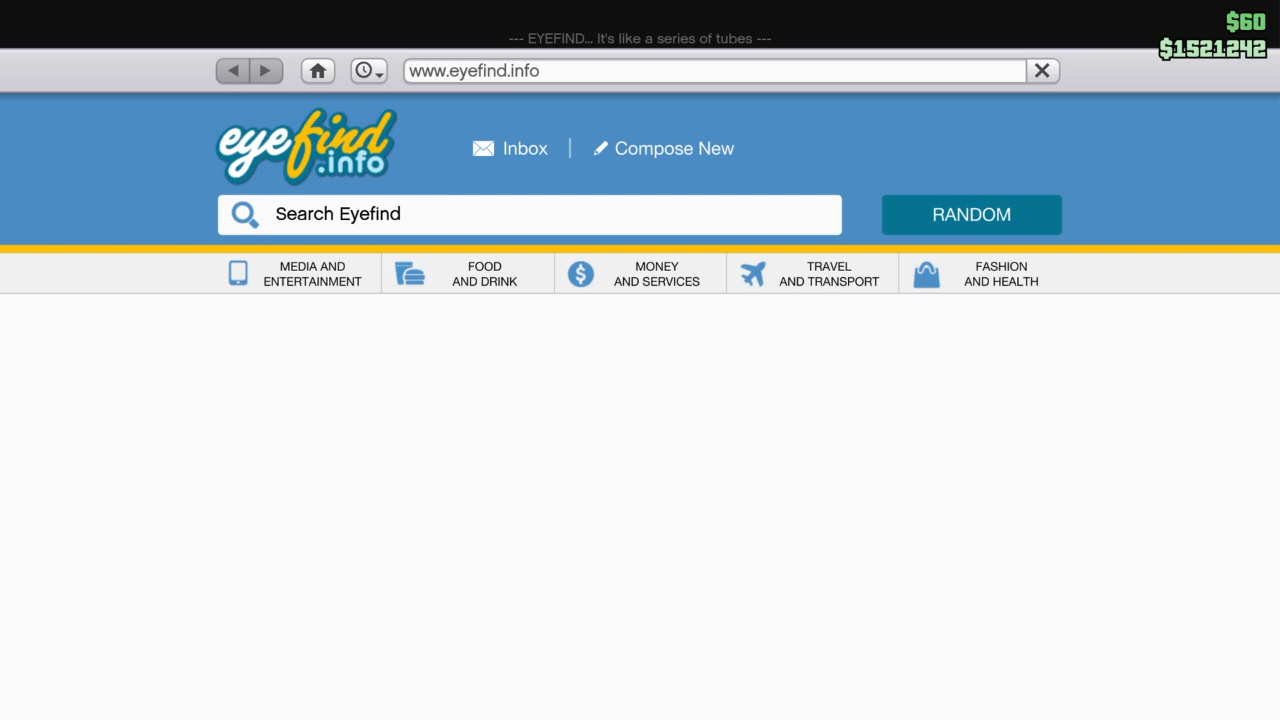 $60
--- EYEFIND... It's like a series of tubes ---
$1521242
www.eyefind.info
eyefind
.info
Inbox
Compose New
Search Eyefind
RANDOM
MEDIA AND
ENTERTAINMENT
FOOD
AND DRINK
MONEY
AND SERVICES
TRAVEL
AND TRANSPORT
FASHION
AND HEALTH